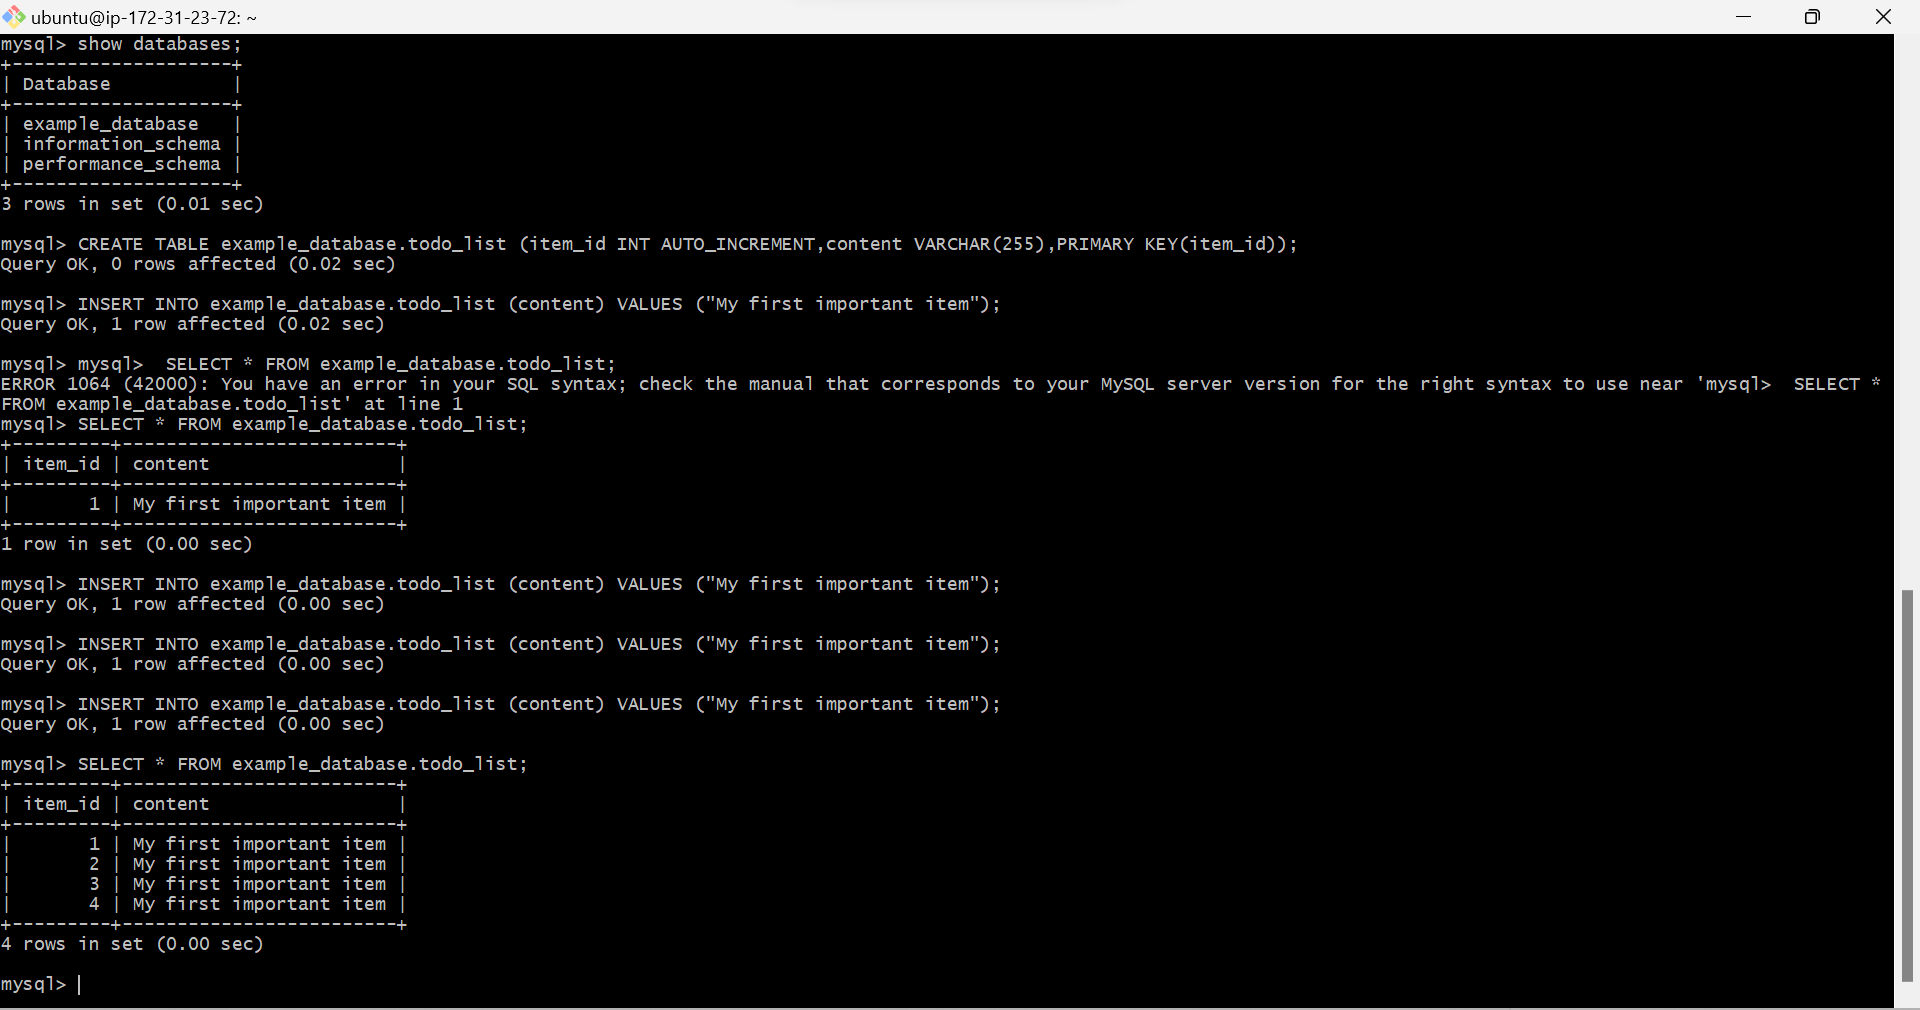 ubuntu@ip-172-31-23-72: ~
mysql> show databases;
+--------------------+
| Database           |
+--------------------+
| example_database   |
| information_schema |
| performance_schema |
+--------------------+
3 rows in set (0.01 sec)
mysql> CREATE TABLE example_database.todo_list (item_id INT AUTO_INCREMENT,content VARCHAR(255),PRIMARY KEY(item_id));
Query OK, 0 rows affected (0.02 sec)
mysql> INSERT INTO example_database.todo_list (content) VALUES ("My first important item");
Query OK, 1 row affected (0.02 sec)
mysql> mysql>  SELECT * FROM example_database.todo_list;
ERROR 1064 (42000): You have an error in your SQL syntax; check the manual that corresponds to your MySQL server version for the right syntax to use near 'mysql>  SELECT *
FROM example_database.todo_list' at line 1
mysql> SELECT * FROM example_database.todo_list;
+---------+-------------------------+
| item_id | content                 |
+---------+-------------------------+
|       1 | My first important item |
+---------+-------------------------+
1 row in set (0.00 sec)
mysql> INSERT INTO example_database.todo_list (content) VALUES ("My first important item");
Query OK, 1 row affected (0.00 sec)
mysql> INSERT INTO example_database.todo_list (content) VALUES ("My first important item");
Query OK, 1 row affected (0.00 sec)
mysql> INSERT INTO example_database.todo_list (content) VALUES ("My first important item");
Query OK, 1 row affected (0.00 sec)
mysql> SELECT * FROM example_database.todo_list;
+---------+-------------------------+
| item_id | content                 |
+---------+-------------------------+
|       1 | My first important item |
|       2 | My first important item |
|       3 | My first important item |
|       4 | My first important item |
+---------+-------------------------+
4 rows in set (0.00 sec)
mysql>